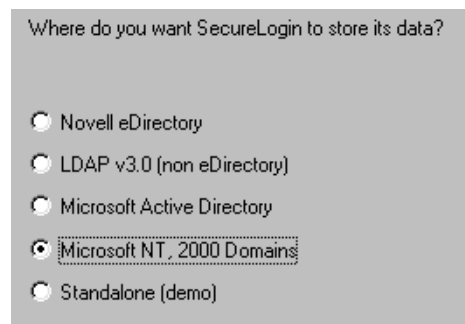 Where do you want SecureLogin to store its data?
Novell eDirectory
LDAP v3.0 (non eDirectory)
Microsoft Active Directory
Microsoft NT, 2000 Domains
Standalone (demo)